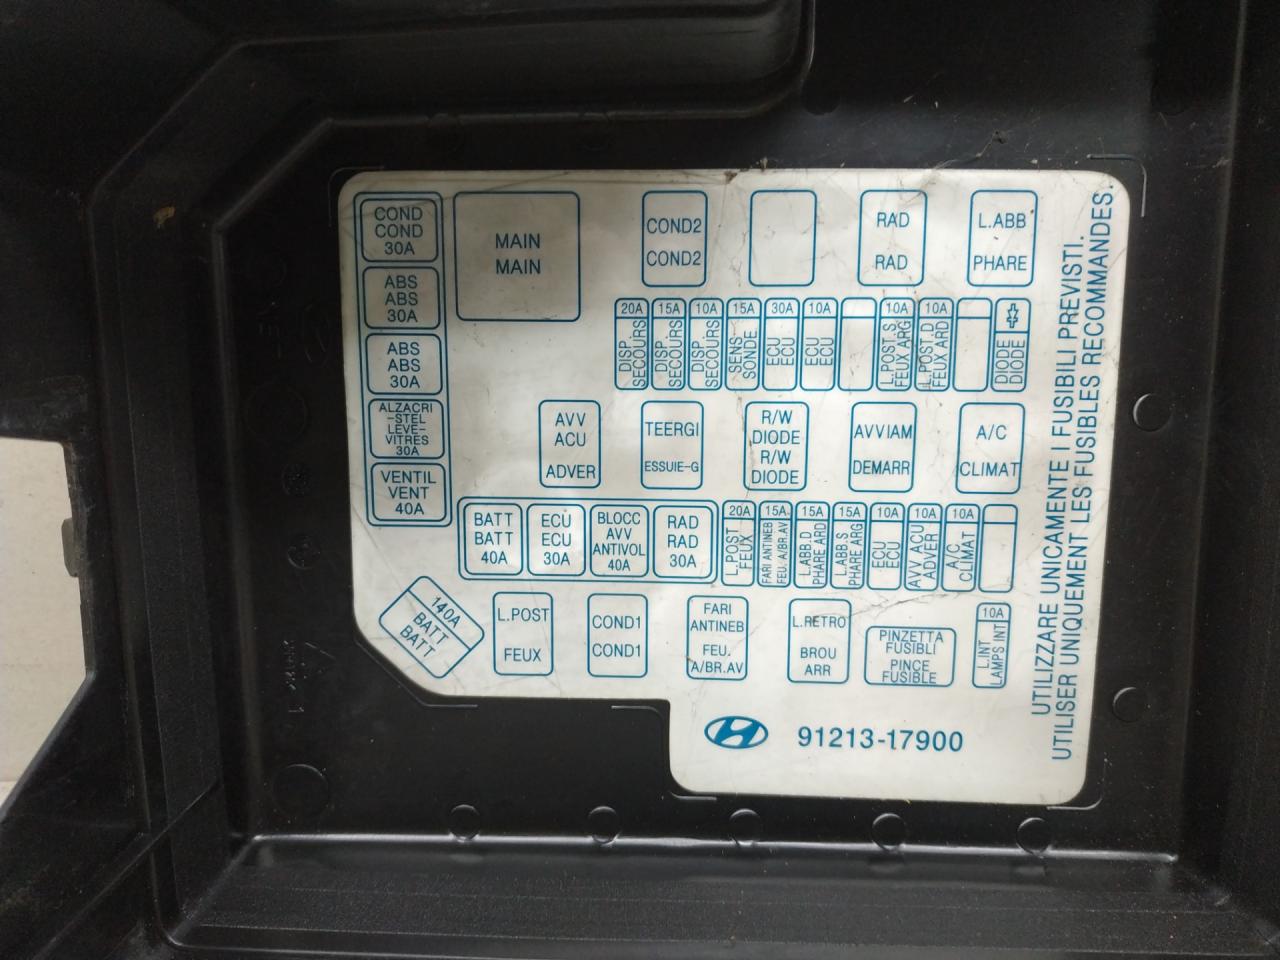 COND
COND
30A
MAIN
MAIN
COND2
COND2
RAD
RAD
L.ABB
PHARE
ABS
ABS
30A
20A
DISP.
SECOURS
15A
DISP.
SECOURS
10A
DISP.
SECOURS
15A
SENS
SONDE
30A
ECU
ECU
10A
ECU
ECU
10A
L.POST.S
FEUX ARG
10A
L.POST.D
FEUX ARD
DIODE
DIODE
ABS
ABS
30A
ALZACRI
-STEL
LEVE-
VITRES
30A
AVV
ACU
ADVER
TEERGI
ESSUIE-G
R/W
DIODE
R/W
DIODE
AVVIAM
DEMARR
A/C
CLIMAT
VENTIL
VENT
40A
BATT
BATT
40A
ECU
ECU
30A
BLOCC
AVV
ANTIVOL
40A
RAD
RAD
30A
20A
L.POST
FEUX
15A
FARI ANTINEB
FEU. A/BR.AV
15A
L.ABB.D
PHARE ARD
15A
L.ABB.S
PHARE ARG
10A
ECU
ECU
10A
AVV ACU
ADVER
10A
A/C
CLIMAT
140A
BATT
BATT
L.POST
FEUX
COND1
COND1
FARI
ANTINEB
FEU.
A/BR.AV
L.RETRO
BROU
ARR
PINZETTA
FUSIBLI
PINCE
FUSIBLE
10A
L.INT
LAMPS INT
91213-17900
UTILIZZARE UNICAMENTE I FUSIBILI PREVISTI.
UTILISER UNIQUEMENT LES FUSIBLES RECOMMANDES.